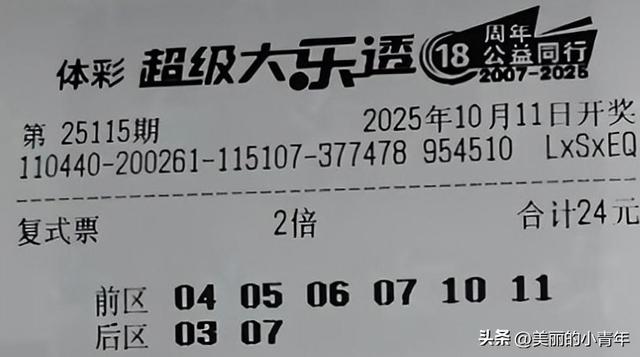 体彩 超级大乐透 18 周年 公益同行 2007-2025
第 25115期 2025年10月11日开奖
110440-200261-115107-377478 954510 LxSxEQ
复式票 2倍 合计24元
前区 04 05 06 07 10 11
后区 03 07
头条 @美丽的小青年